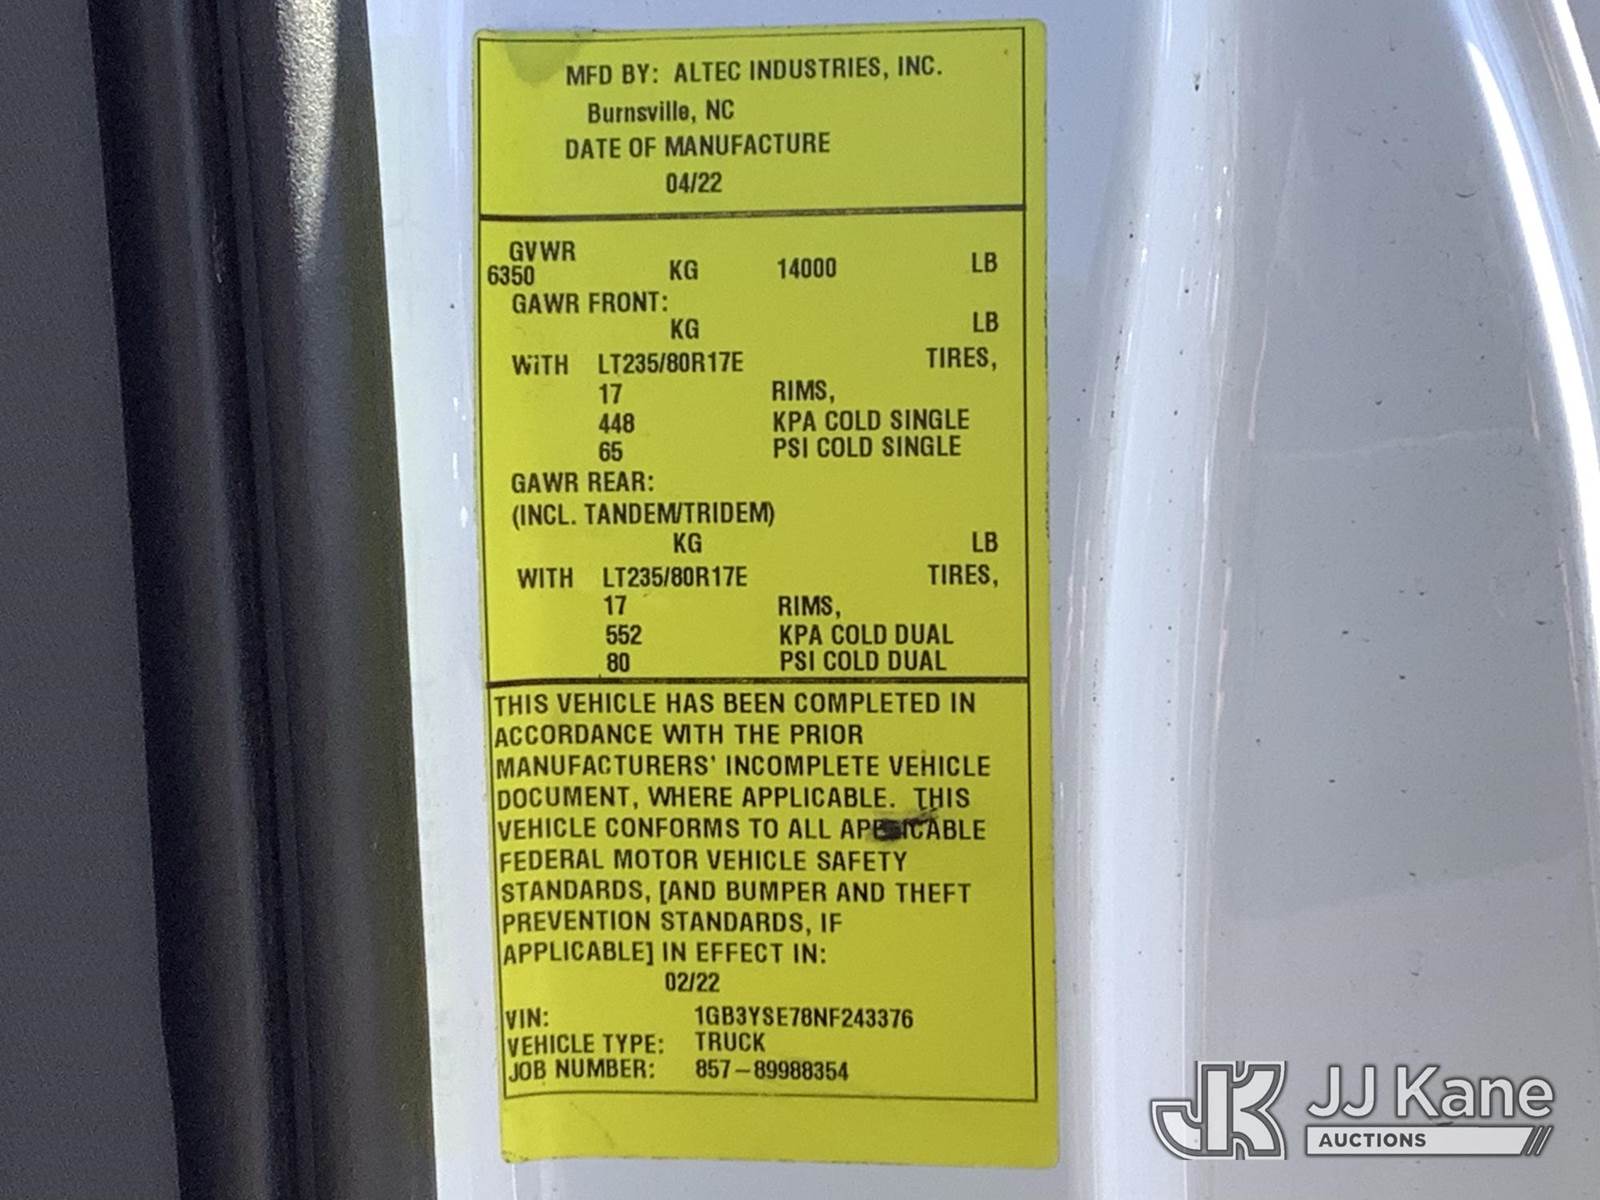 MFD BY: ALTEC INDUSTRIES, INC.
Burnsville, NC
DATE OF MANUFACTURE
04/22
GVWR
6350 KG 14000 LB
GAWR FRONT:
KG LB
WITH LT235/80R17E TIRES,
17 RIMS,
448 KPA COLD SINGLE
65 PSI COLD SINGLE
GAWR REAR:
(INCL. TANDEM/TRIDEM)
KG LB
WITH LT235/80R17E TIRES,
17 RIMS,
552 KPA COLD DUAL
80 PSI COLD DUAL
THIS VEHICLE HAS BEEN COMPLETED IN
ACCORDANCE WITH THE PRIOR
MANUFACTURERS' INCOMPLETE VEHICLE
DOCUMENT, WHERE APPLICABLE. THIS
VEHICLE CONFORMS TO ALL APPLICABLE
FEDERAL MOTOR VEHICLE SAFETY
STANDARDS, [AND BUMPER AND THEFT
PREVENTION STANDARDS, IF
APPLICABLE] IN EFFECT IN:
02/22
VIN: 1GB3YSE78NF243376
VEHICLE TYPE: TRUCK
JOB NUMBER: 857-89988354
JK JJ Kane
AUCTIONS